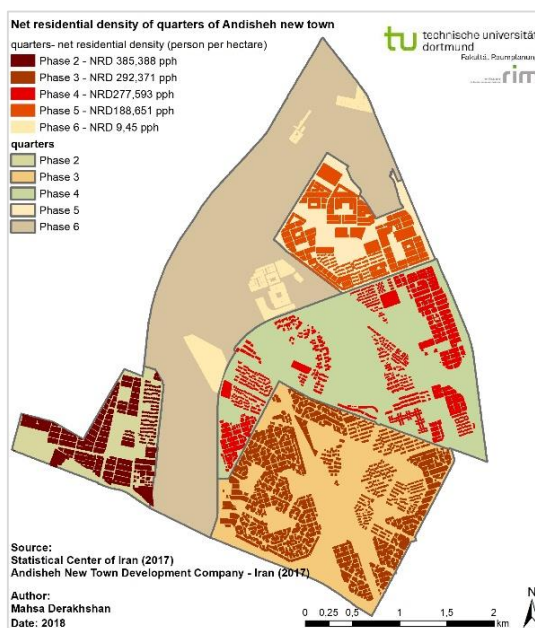 Net residential density of quarters of Andisheh new town
quarters- net residential density (person per hectare)
Phase 2 - NRD 385,388 pph
Phase 3 - NRD 292,371 pph
Phase 4 - NRD277,593 pph
Phase 5 - NRD188,651 pph
Phase 6 - NRD 9,45 pph
quarters
Phase 2
Phase 3
Phase 4
Phase 5
Phase 6
tu technische universität
dortmund
Fakultät Raumplanung
rim
Source:
Statistical Center of Iran (2017)
Andisheh New Town Development Company - Iran (2017)
Author:
Mahsa Derakhshan
Date: 2018
0 0,25 0,5 1 1,5 2
km
N